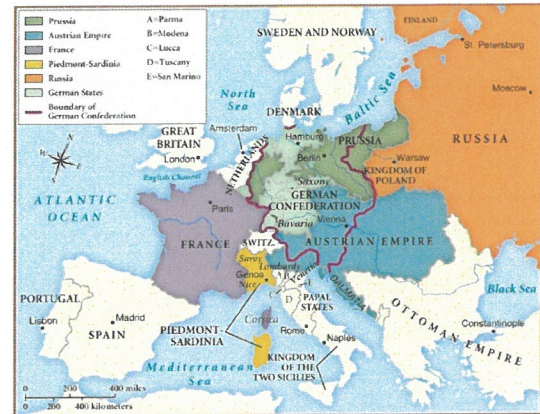 Prussia
Austrian Empire
France
Piedmont-Sardinia
Russia
German States
Boundary of
German Confederation
A=Parma
B=Modena
C=Lucca
D=Tuscany
E=San Marino
FINLAND
SWEDEN AND NORWAY
St. Petersburg
Moscow
North
Sea
Baltic Sea
DENMARK
GREAT
BRITAIN
London
Amsterdam
NETHERLANDS
Hamburg
Berlin
PRUSSIA
RUSSIA
Warsaw
KINGDOM OF
POLAND
English Channel
Saxony
GERMAN
CONFEDERATION
ATLANTIC
OCEAN
Paris
Bavaria
Vienna
FRANCE
SWITZ.
AUSTRIAN EMPIRE
Savoy
Lombardy
Venetia
Genoa
Nice
A
B
C
D
E
DALMATIA
PAPAL
STATES
Black Sea
PORTUGAL
Lisbon
Madrid
SPAIN
Corsica
Rome
OTTOMAN EMPIRE
Constantinople
PIEDMONT-
SARDINIA
Naples
KINGDOM
OF THE
TWO SICILIES
Mediterranean
Sea
0 200 400 miles
0 200 400 kilometers
N
W
E
S